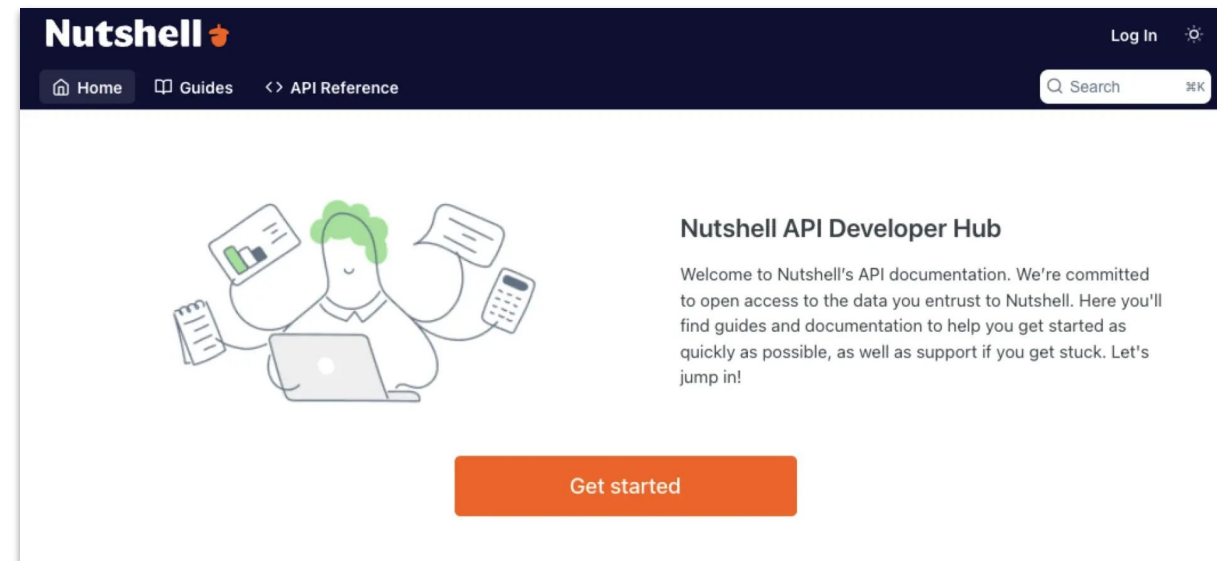 Nutshell
Log In
Home Guides <> API Reference
Search ⌘K
Nutshell API Developer Hub
Welcome to Nutshell’s API documentation. We’re committed
to open access to the data you entrust to Nutshell. Here you'll
find guides and documentation to help you get started as
quickly as possible, as well as support if you get stuck. Let's
jump in!
Get started